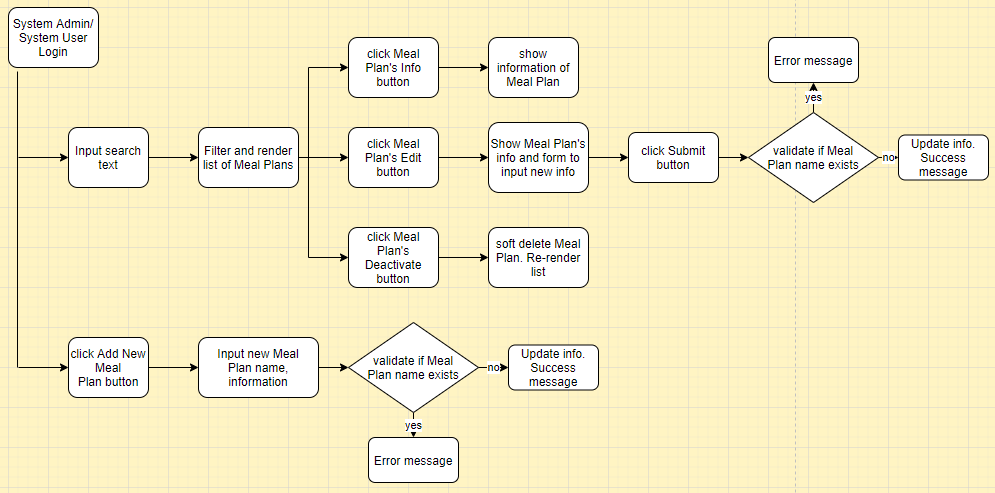 System Admin/
System User
Login
click Meal
Plan's Info
button
show
information of
Meal Plan
Error message
yes
Input search
text
Filter and render
list of Meal Plans
click Meal
Plan's Edit
button
Show Meal Plan's
info and form to
input new info
click Submit
button
validate if Meal
Plan name exists
no
Update info.
Success
message
click Meal
Plan's
Deactivate
button
soft delete Meal
Plan. Re-render
list
click Add New
Meal
Plan button
Input new Meal
Plan name,
information
validate if Meal
Plan name exists
no
Update info.
Success
message
yes
Error message